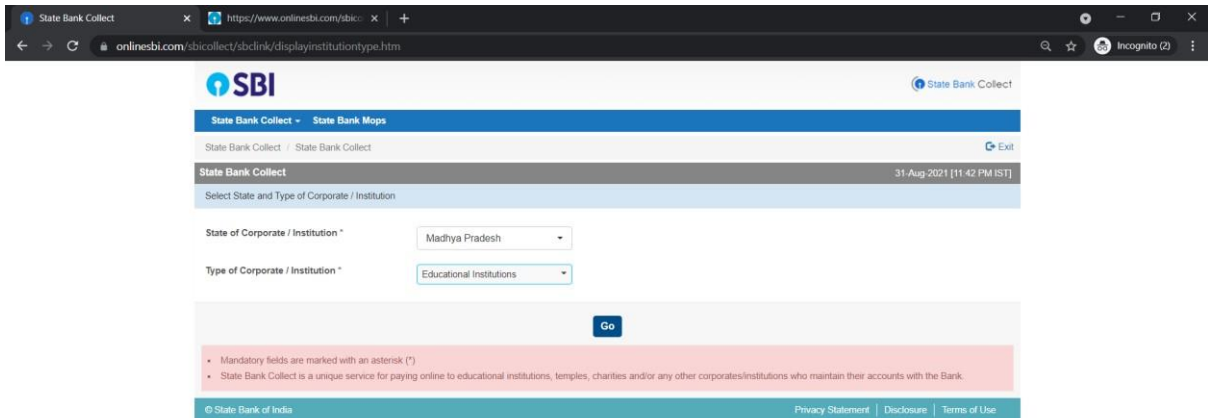 State Bank Collect
https://www.onlinesbi.com/sbico
onlinesbi.com/sbicollect/sbclink/displayinstitutiontype.htm
Incognito (2)
SBI
State Bank Collect
State Bank Collect State Bank Mops
State Bank Collect / State Bank Collect
Exit
State Bank Collect
31-Aug-2021 [11:42 PM IST]
Select State and Type of Corporate / Institution
State of Corporate / Institution *
Madhya Pradesh
Type of Corporate / Institution *
Educational Institutions
Go
• Mandatory fields are marked with an asterisk (*)
• State Bank Collect is a unique service for paying online to educational institutions, temples, charities and/or any other corporates/institutions who maintain their accounts with the Bank.
© State Bank of India
Privacy Statement | Disclosure | Terms of Use